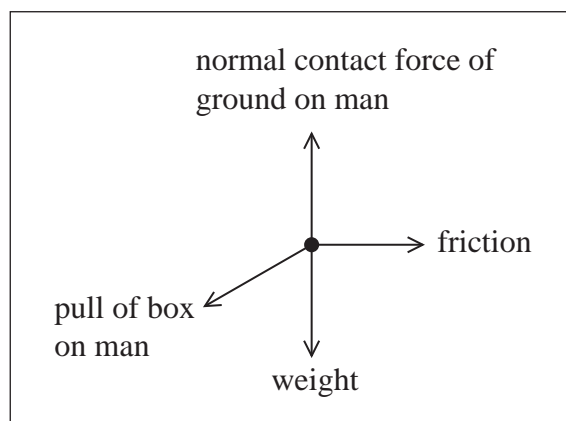 normal contact force of
ground on man
friction
pull of box
on man
weight